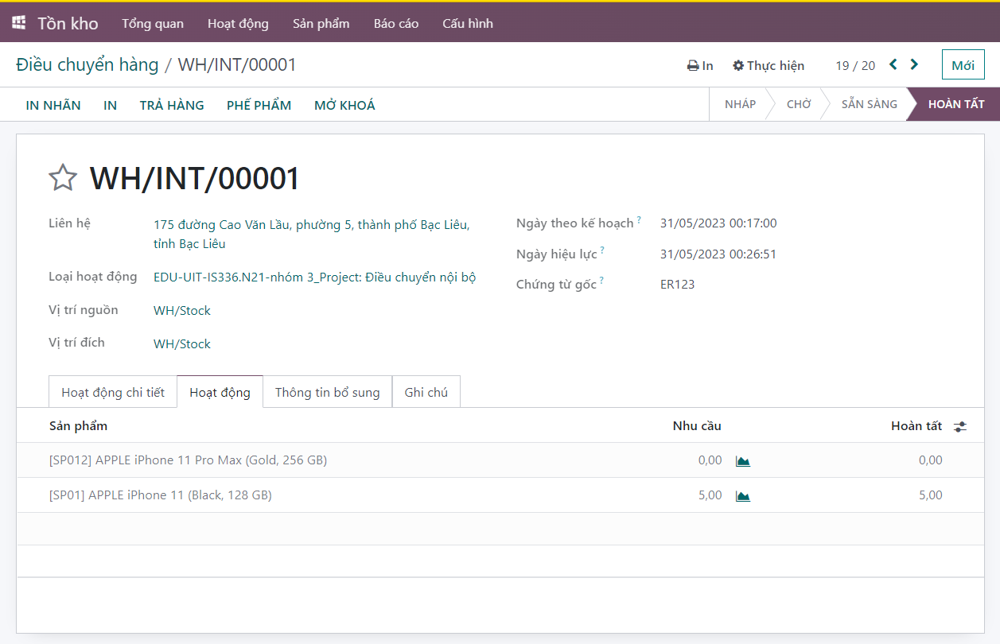 Tồn kho Tổng quan Hoạt động Sản phẩm Báo cáo Cấu hình
Điều chuyển hàng / WH/INT/00001 In Thực hiện 19 / 20 Mới
IN NHÃN IN TRẢ HÀNG PHẾ PHẨM MỞ KHOÁ NHÁP CHỜ SẴN SÀNG HOÀN TẤT
WH/INT/00001
Liên hệ 175 đường Cao Văn Lầu, phường 5, thành phố Bạc Liêu,
tỉnh Bạc Liêu
Loại hoạt động EDU-UIT-IS336.N21-nhóm 3_Project: Điều chuyển nội bộ
Vị trí nguồn WH/Stock
Vị trí đích WH/Stock
Ngày theo kế hoạch ? 31/05/2023 00:17:00
Ngày hiệu lực ? 31/05/2023 00:26:51
Chứng từ gốc ? ER123
Hoạt động chi tiết Hoạt động Thông tin bổ sung Ghi chú
Sản phẩm Nhu cầu Hoàn tất
[SP012] APPLE iPhone 11 Pro Max (Gold, 256 GB) 0,00 0,00
[SP01] APPLE iPhone 11 (Black, 128 GB) 5,00 5,00